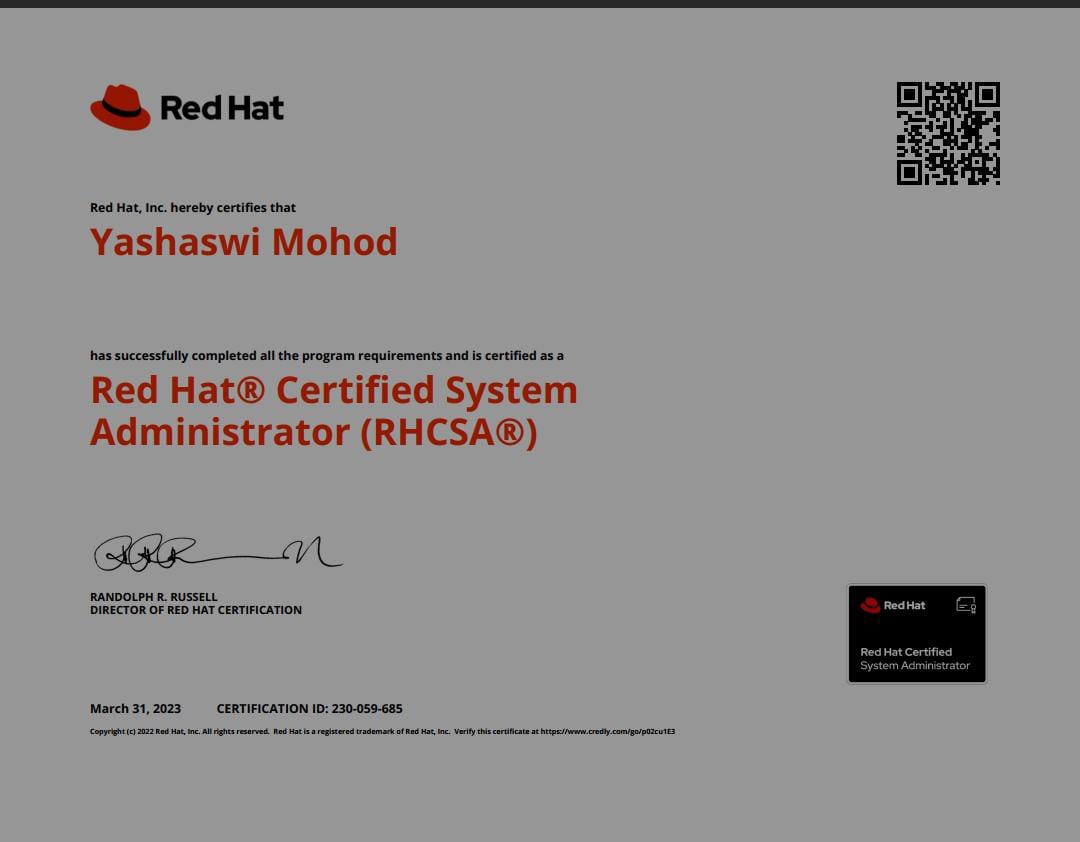 Red Hat
Red Hat, Inc. hereby certifies that
Yashaswi Mohod
has successfully completed all the program requirements and is certified as a
Red Hat® Certified System
Administrator (RHCSA®)
RANDOLPH R. RUSSELL
DIRECTOR OF RED HAT CERTIFICATION
Red Hat
Red Hat Certified
System Administrator
March 31, 2023 CERTIFICATION ID: 230-059-685
Copyright (c) 2022 Red Hat, Inc. All rights reserved. Red Hat is a registered trademark of Red Hat, Inc. Verify this certificate at https://www.credly.com/go/p02cu1E3